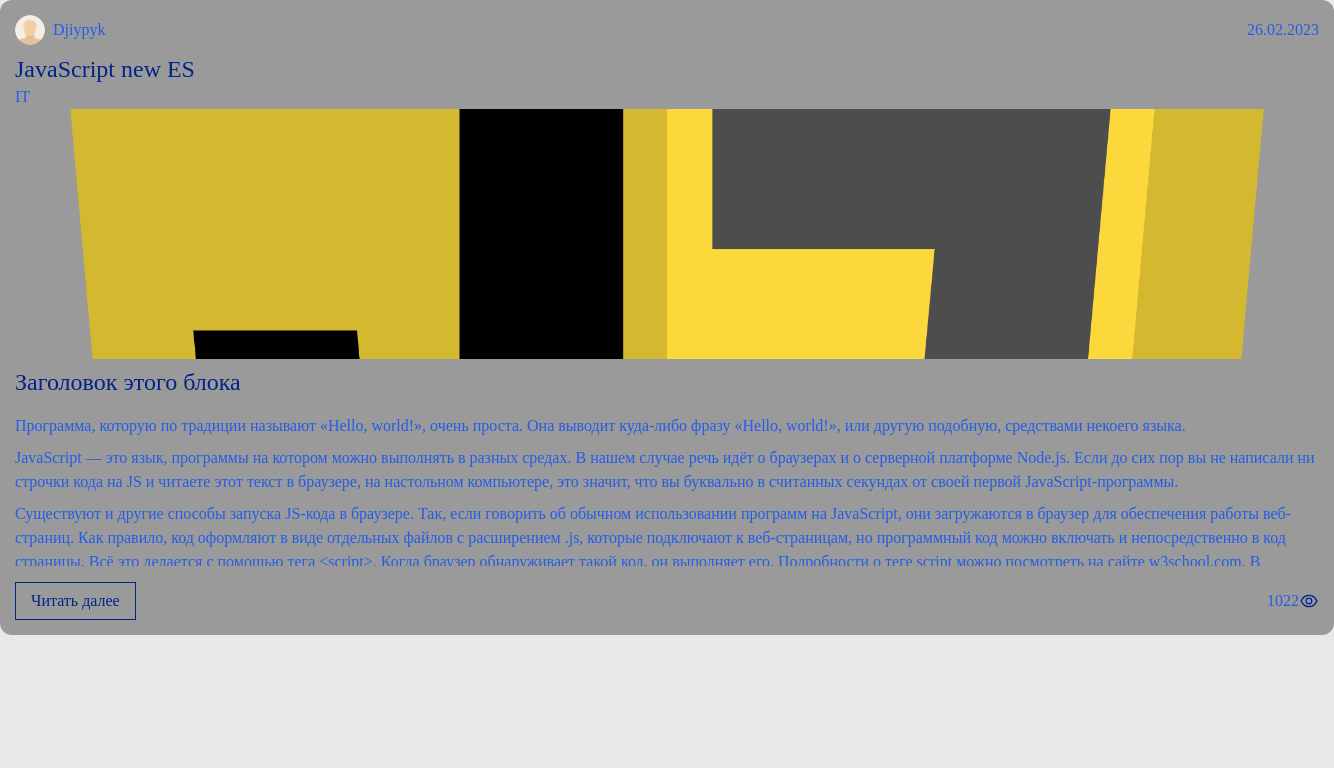 Djiypyk
26.02.2023
JavaScript new ES
IT
Заголовок этого блока
Программа, которую по традиции называют «Hello, world!», очень проста. Она выводит куда-либо фразу «Hello, world!», или другую подобную, средствами некоего языка.
JavaScript — это язык, программы на котором можно выполнять в разных средах. В нашем случае речь идёт о браузерах и о серверной платформе Node.js. Если до сих пор вы не написали ни
строчки кода на JS и читаете этот текст в браузере, на настольном компьютере, это значит, что вы буквально в считанных секундах от своей первой JavaScript-программы.
Существуют и другие способы запуска JS-кода в браузере. Так, если говорить об обычном использовании программ на JavaScript, они загружаются в браузер для обеспечения работы веб-
страниц. Как правило, код оформляют в виде отдельных файлов с расширением .js, которые подключают к веб-страницам, но программный код можно включать и непосредственно в код
страницы. Всё это делается с помощью тега <script>. Когда браузер обнаруживает такой код, он выполняет его. Подробности о теге script можно посмотреть на сайте w3school.com. В
Читать далее
1022